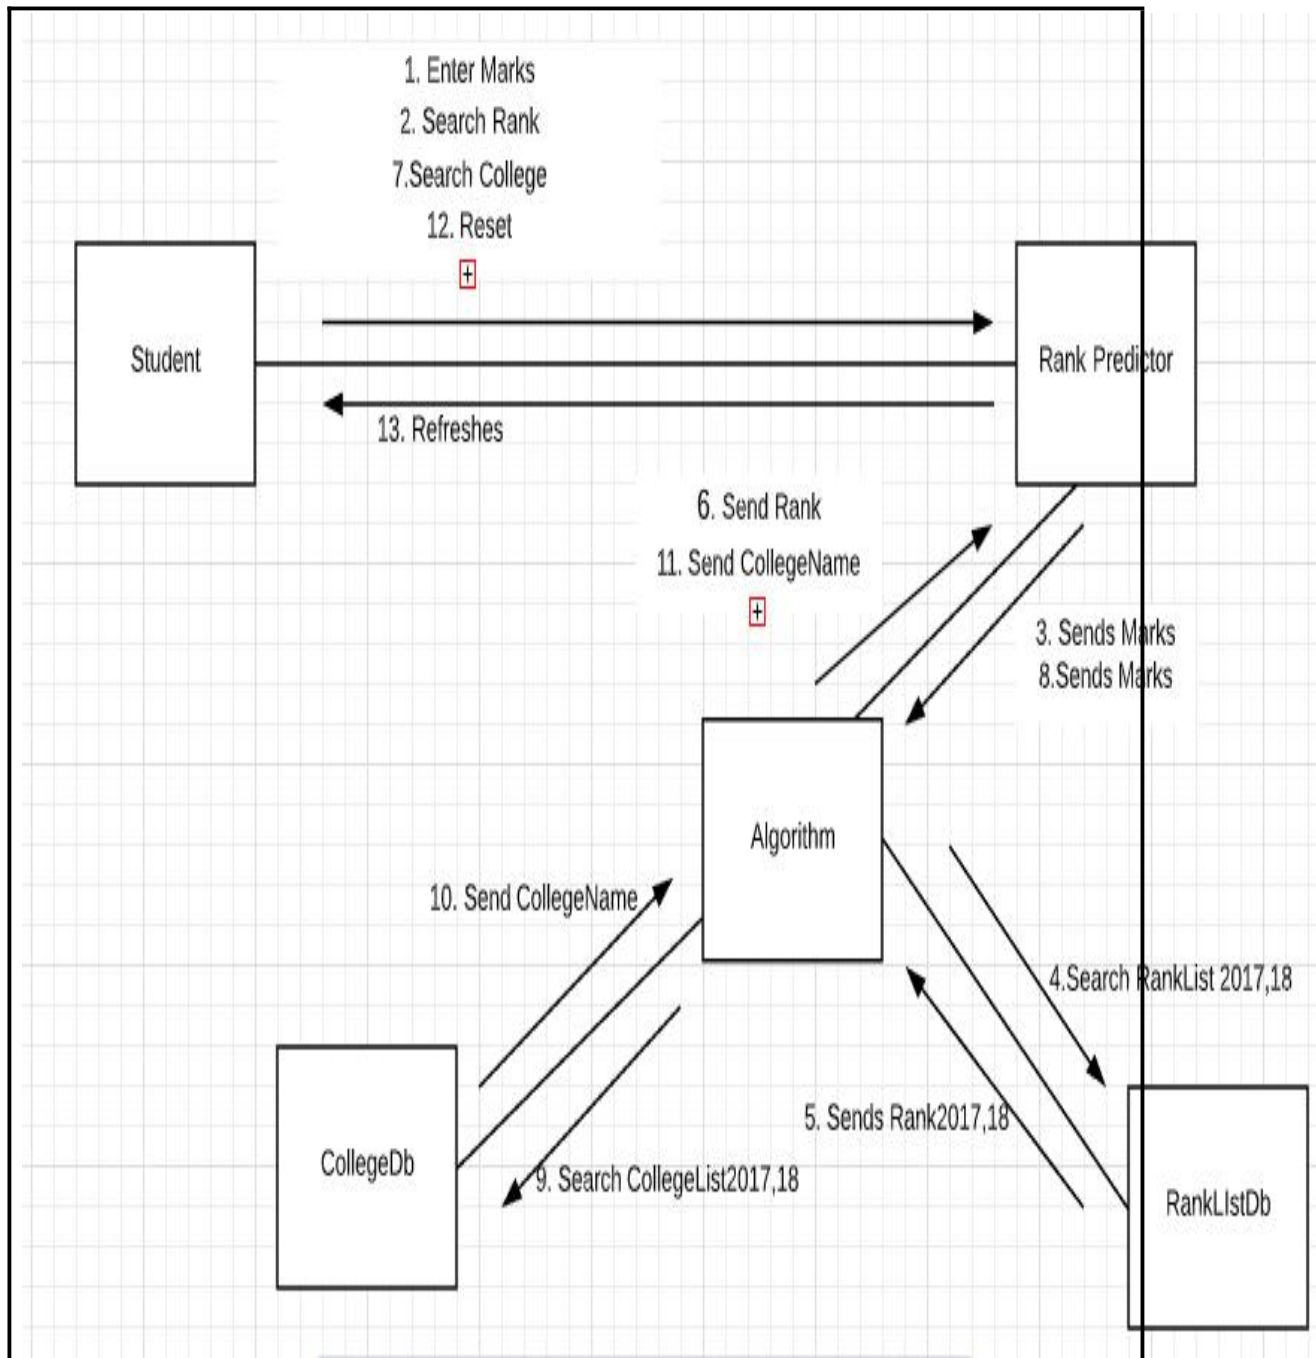 1. Enter Marks
2. Search Rank
7.Search College
12. Reset
Student
Rank Predictor
13. Refreshes
6. Send Rank
11. Send CollegeName
3. Sends Marks
8.Sends Marks
Algorithm
10. Send CollegeName
4.Search RankList 2017,18
5. Sends Rank2017,18
CollegeDb
9. Search CollegeList2017,18
RankLIstDb